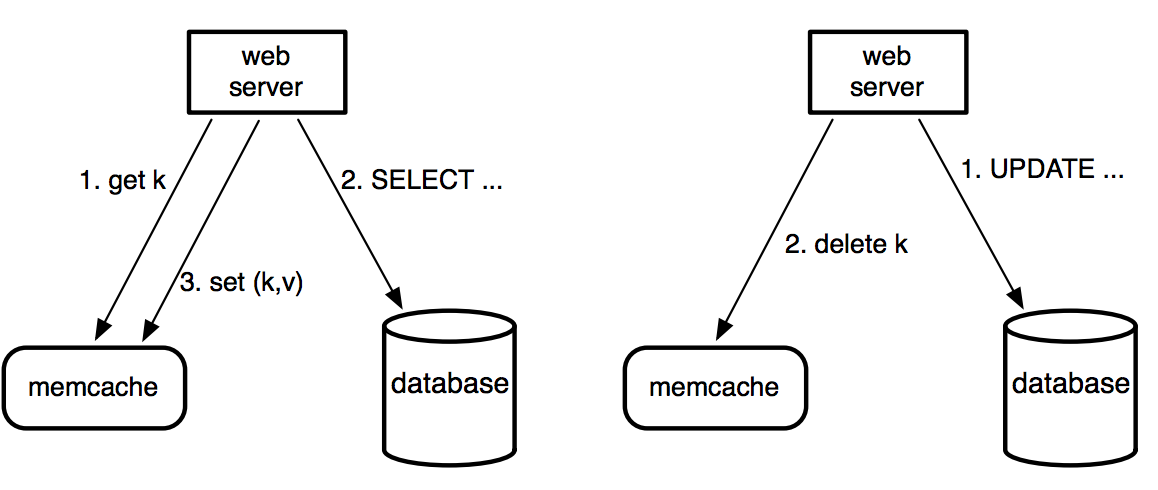 web
server
1. get k
2. SELECT ...
3. set (k,v)
memcache
database
web
server
1. UPDATE ...
2. delete k
memcache
database